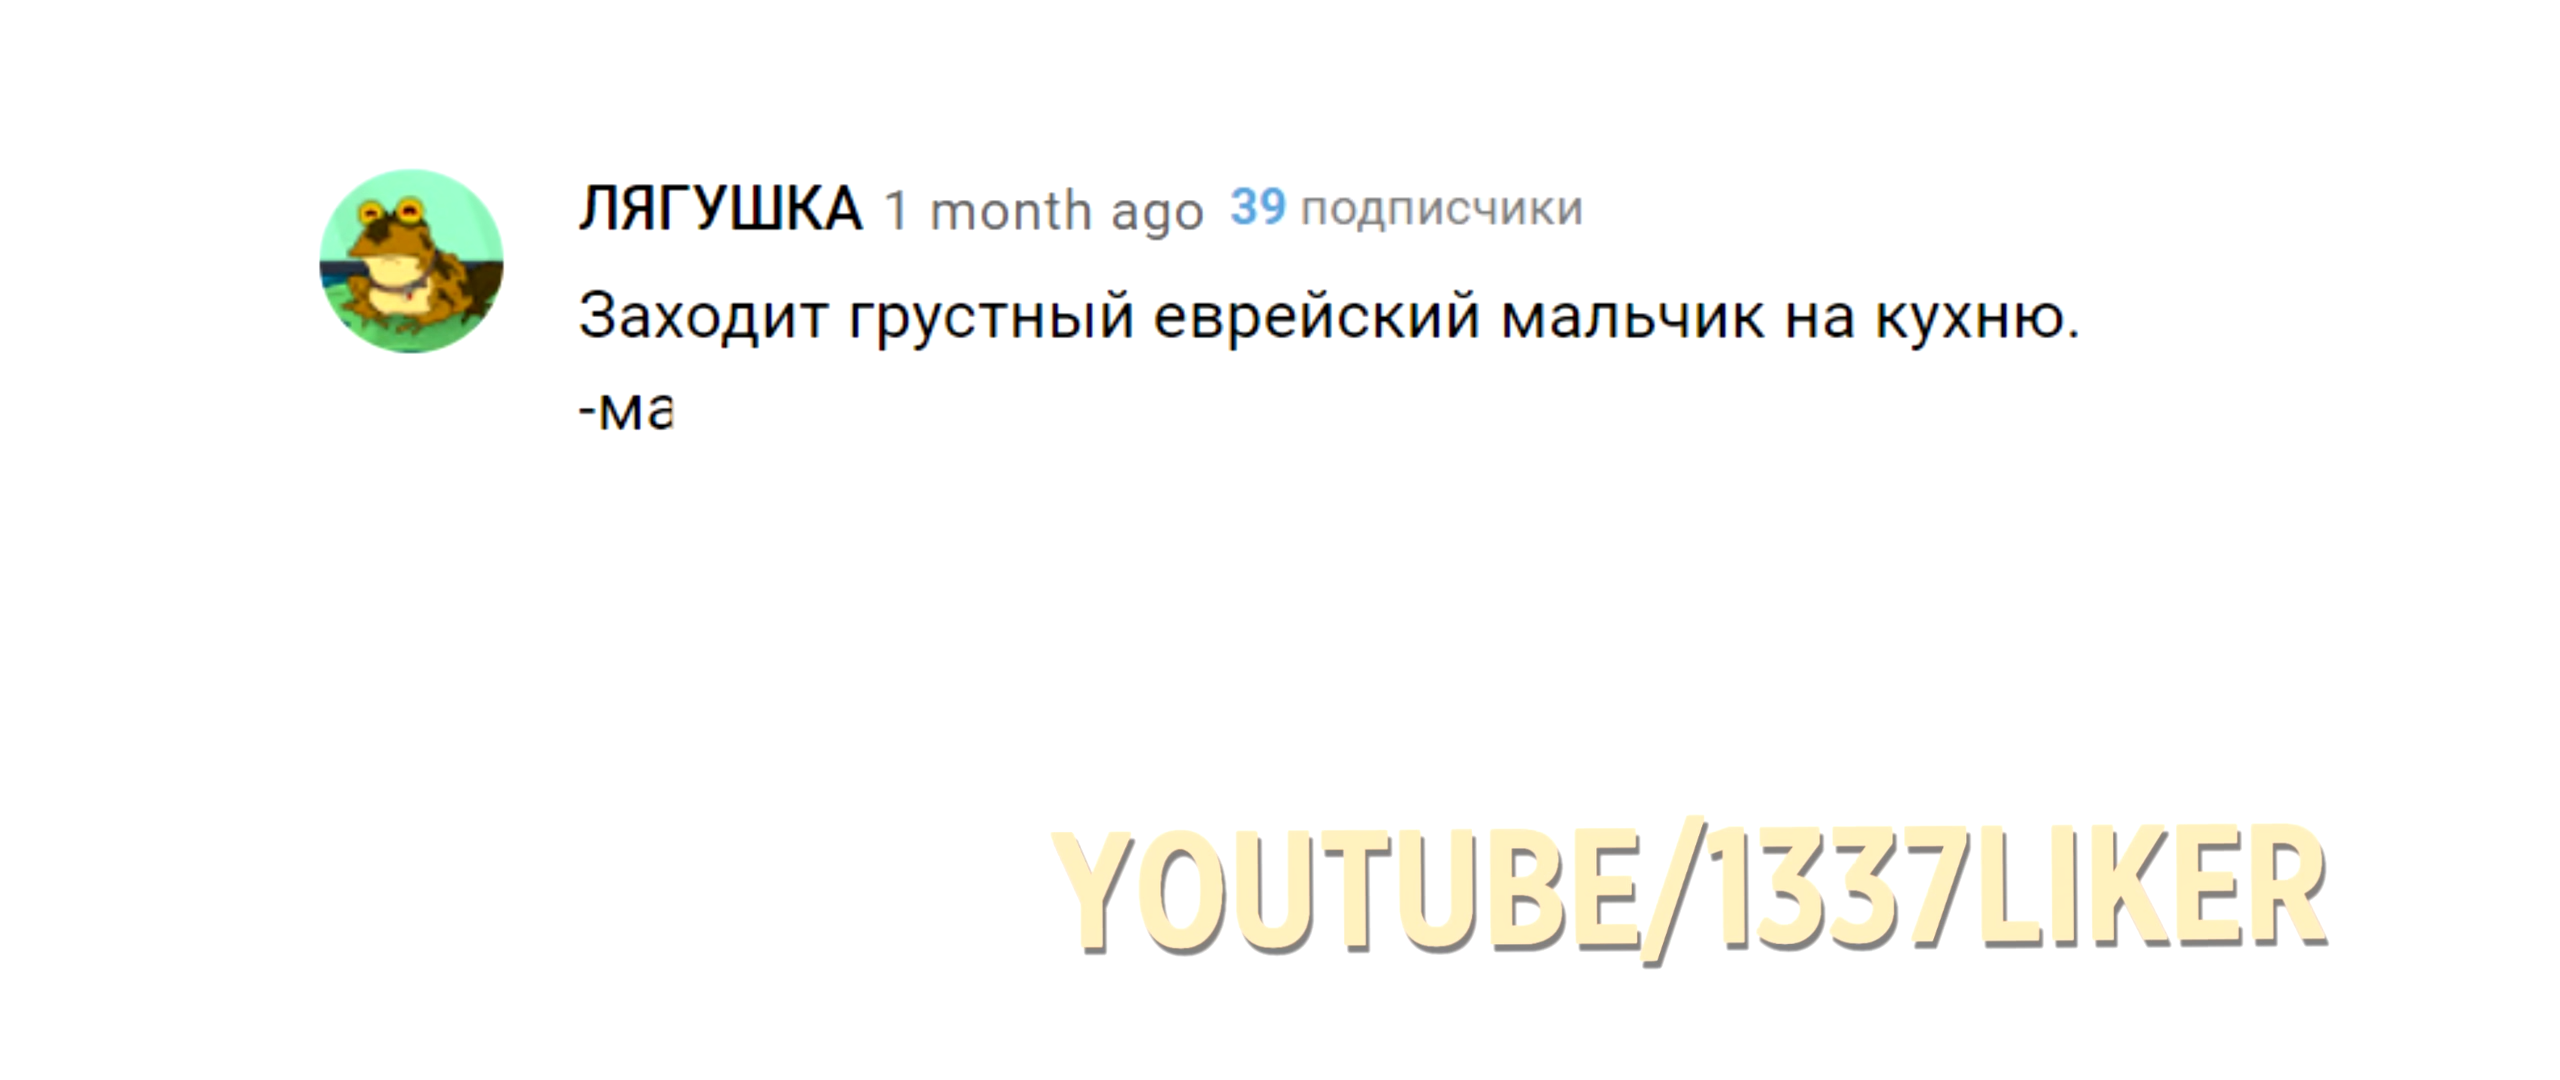 ЛЯГУШКА 1 month ago 39 подписчики
Заходит грустный еврейский мальчик на кухню.
-ма
YOUTUBE/1337LIKER